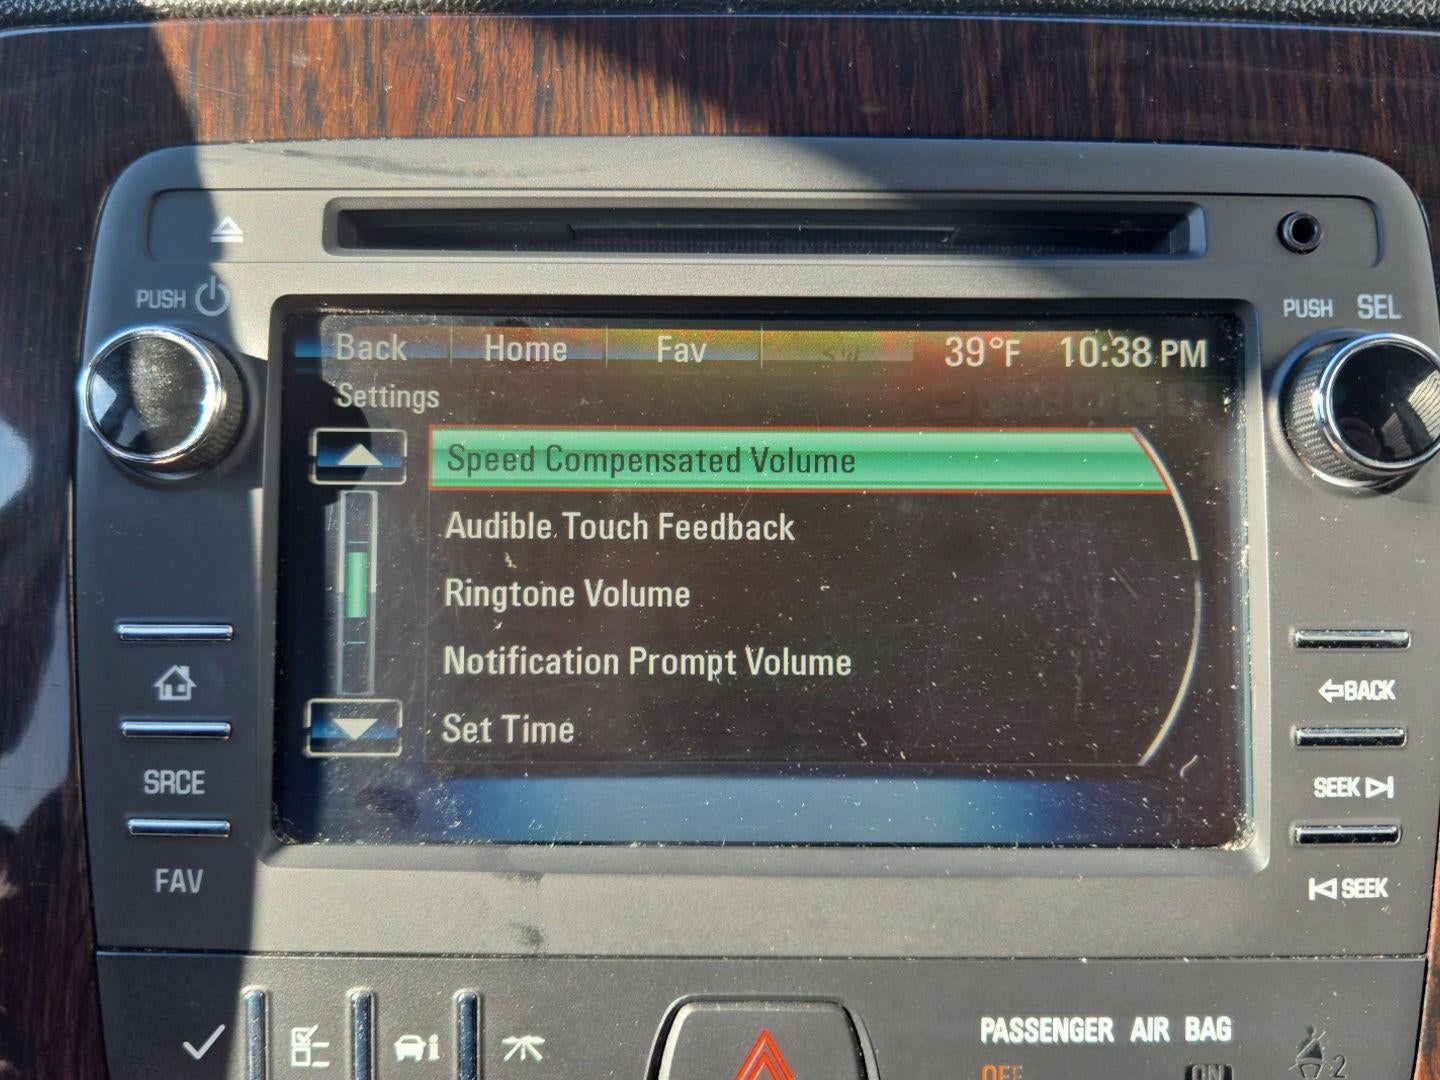 PUSH
PUSH SEL
Back Home Fav 39°F 10:38 PM
Settings
Speed Compensated Volume
Audible Touch Feedback
Ringtone Volume
Notification Prompt Volume
Set Time
BACK
SRCE
SEEK
FAV
SEEK
PASSENGER AIR BAG
OFF ON
2